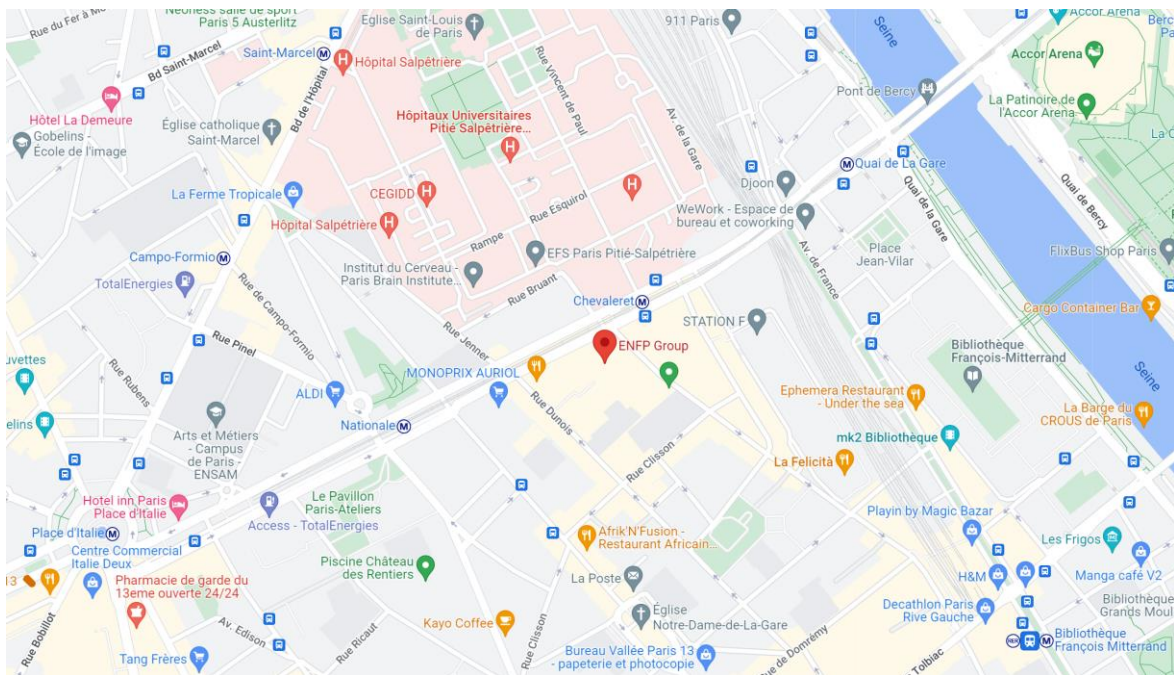 Rue du Fer à M
Neoness salle de sport
Paris 5 Austerlitz
Église Saint-Louis
de Paris
911 Paris
Seine
Accor Arena
Accor Arena
La Patinoire de
l'Accor Arena
Pont de Bercy
Bd Saint-Marcel
Saint-Marcel
Hôpital Salpêtrière
Rue Vincent de Paul
Hôtel La Demeure
Bd de l'Hôpital
Hôpitaux Universitaires
Pitié Salpêtrière...
Av. de la Gare
Gobelins -
École de l'image
Église catholique
Saint-Marcel
Quai de La Gare
Quai de la Gare
Quai de Bercy
La Ferme Tropicale
CEGIDD
Rue Esquirol
Djoon
WeWork - Espace de
bureau et coworking
Hôpital Salpêtrière
Rampe
EFS Paris Pitié-Salpêtrière
Place
Jean-Vilar
FlixBus Shop Paris
Campo-Formio
Institut du Cerveau -
Paris Brain Institute...
Rue Bruant
Av. de France
TotalEnergies
Rue de Campo-Formio
Chevaleret
Cargo Container Bar
STATION F
Rue Pinel
Rue Jenner
ENFP Group
Bibliothèque
François-Mitterrand
Seine
uvettes
Rue Rubens
MONOPRIX AURIOL
ALDI
Rue Dunois
Ephemera Restaurant
- Under the sea
La Barge du
CROUS de Paris
elins
Arts et Métiers
- Campus
de Paris -
ENSAM
Nationale
mk2 Bibliothèque
Rue Clisson
La Felicità
Hotel inn Paris
Place d'Italie
Le Pavillon
Paris-Ateliers
Access - TotalEnergies
Playin by Magic Bazar
Place d'Italie
Afrik'N'Fusion -
Restaurant Africain...
Les Frigos
Centre Commercial
Italie Deux
Piscine Château
des Rentiers
La Poste
H&M
Manga café V2
13
Pharmacie de garde du
13eme ouverte 24/24
Decathlon Paris
Rive Gauche
Bibliothèque
Grands Moul
Église
Notre-Dame-de-La-Gare
Kayo Coffee
Av. Edison
Rue Ricaut
Rue Clisson
Rue Bobillot
Tang Frères
Bureau Vallée Paris 13
- papeterie et photocopie
Rue de Domrémy
Tolbiac
Bibliothèque
François Mitterrand